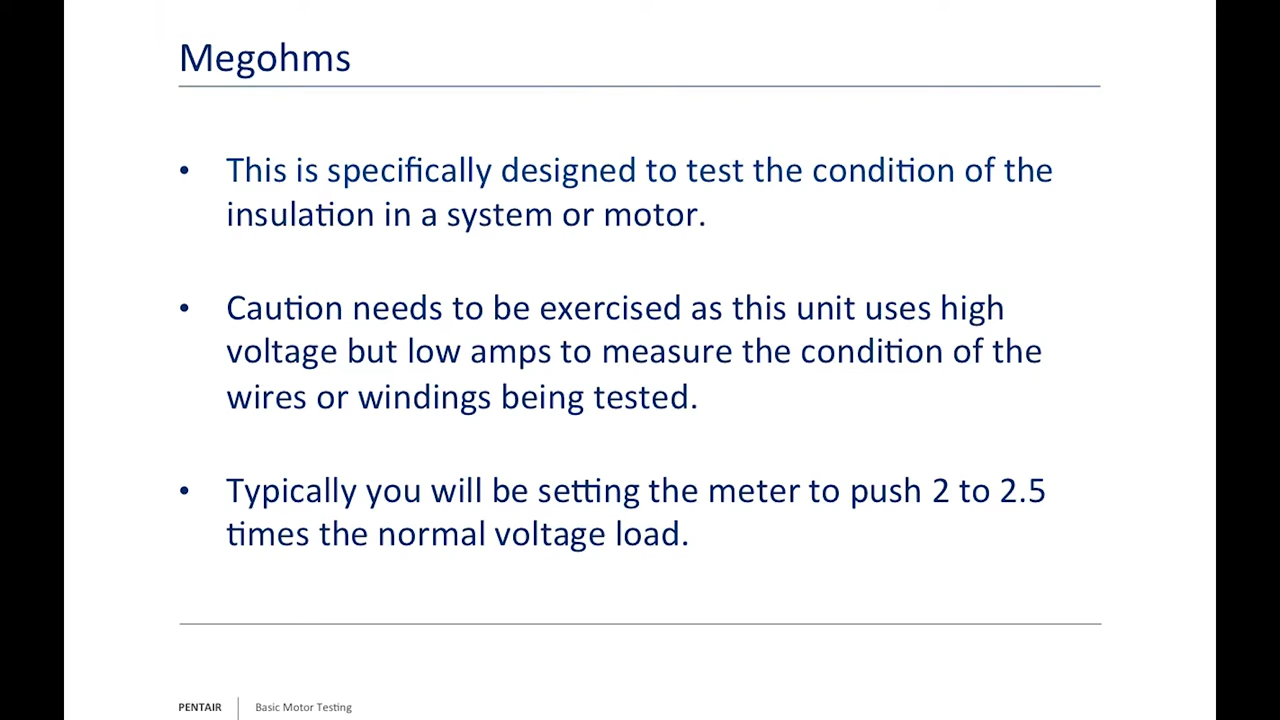 Megohms
• This is specifically designed to test the condition of the
insulation in a system or motor.
• Caution needs to be exercised as this unit uses high
voltage but low amps to measure the condition of the
wires or windings being tested.
• Typically you will be setting the meter to push 2 to 2.5
times the normal voltage load.
PENTAIR | Basic Motor Testing